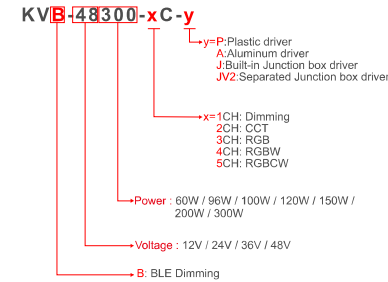 KVB-48300-xC-y
y=P:Plastic driver
A:Aluminum driver
J:Built-in Junction box driver
JV2:Separated Junction box driver
x=1CH: Dimming
2CH: CCT
3CH: RGB
4CH: RGBW
5CH: RGBCW
Power : 60W / 96W / 100W / 120W / 150W /
200W / 300W
Voltage : 12V / 24V / 36V / 48V
B: BLE Dimming